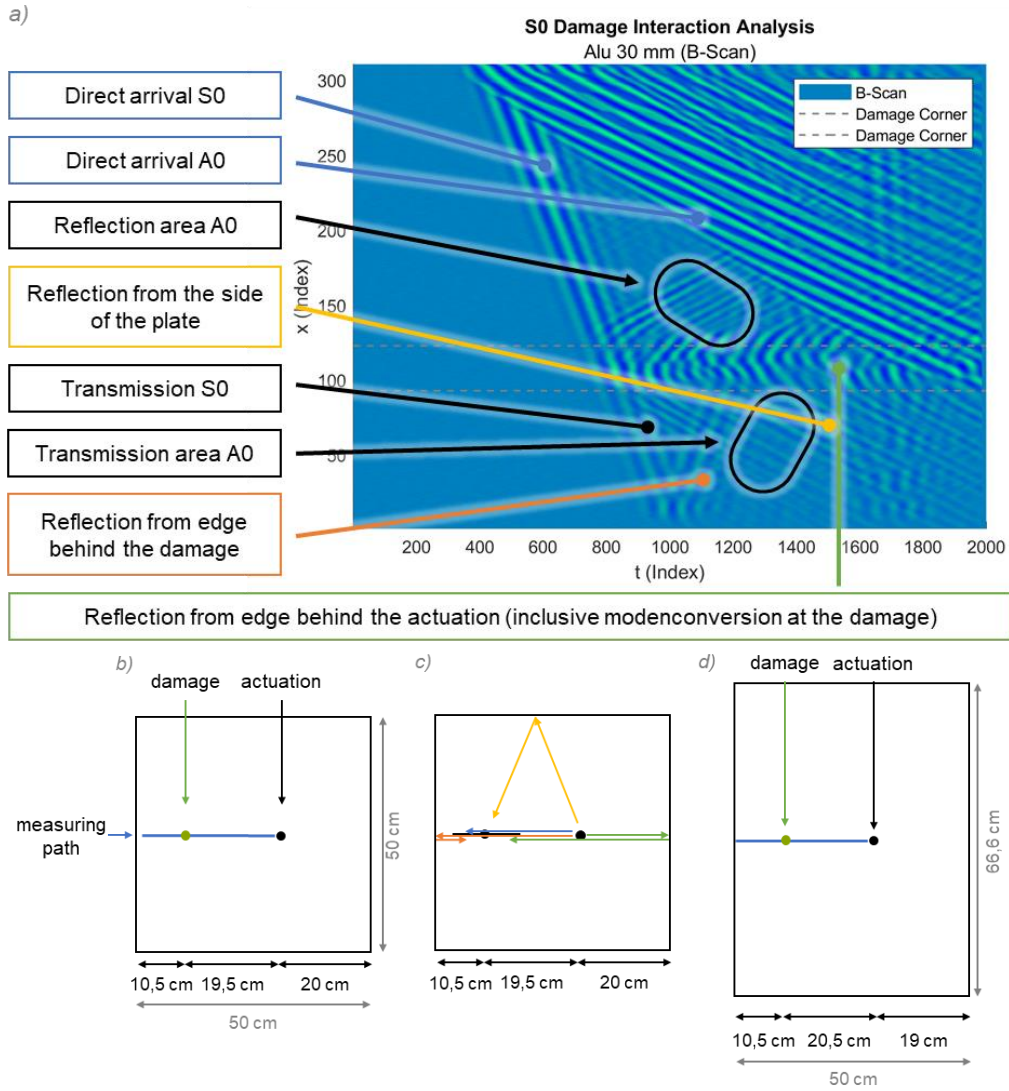 a)
S0 Damage Interaction Analysis
Alu 30 mm (B-Scan)
Direct arrival S0
Direct arrival A0
Reflection area A0
Reflection from the side
of the plate
Transmission S0
Transmission area A0
Reflection from edge
behind the damage
300
250
200
150
100
50
x (Index)
B-Scan
Damage Corner
Damage Corner
200 400 600 800 1000 1200 1400 1600 1800 2000
t (Index)
Reflection from edge behind the actuation (inclusive modenconversion at the damage)
b)
damage
actuation
measuring
path
50 cm
10,5 cm
19,5 cm
20 cm
50 cm
c)
10,5 cm
19,5 cm
20 cm
d)
damage
actuation
66,6 cm
10,5 cm
20,5 cm
19 cm
50 cm